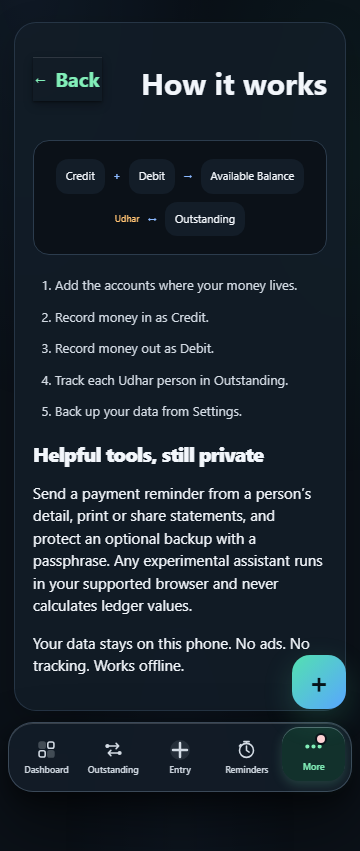 ← Back
How it works
Credit + Debit → Available Balance
Udhar ↔ Outstanding
1. Add the accounts where your money lives.
2. Record money in as Credit.
3. Record money out as Debit.
4. Track each Udhar person in Outstanding.
5. Back up your data from Settings.
Helpful tools, still private
Send a payment reminder from a person’s
detail, print or share statements, and
protect an optional backup with a
passphrase. Any experimental assistant runs
in your supported browser and never
calculates ledger values.
Your data stays on this phone. No ads. No
tracking. Works offline.
+
Dashboard Outstanding Entry Reminders More